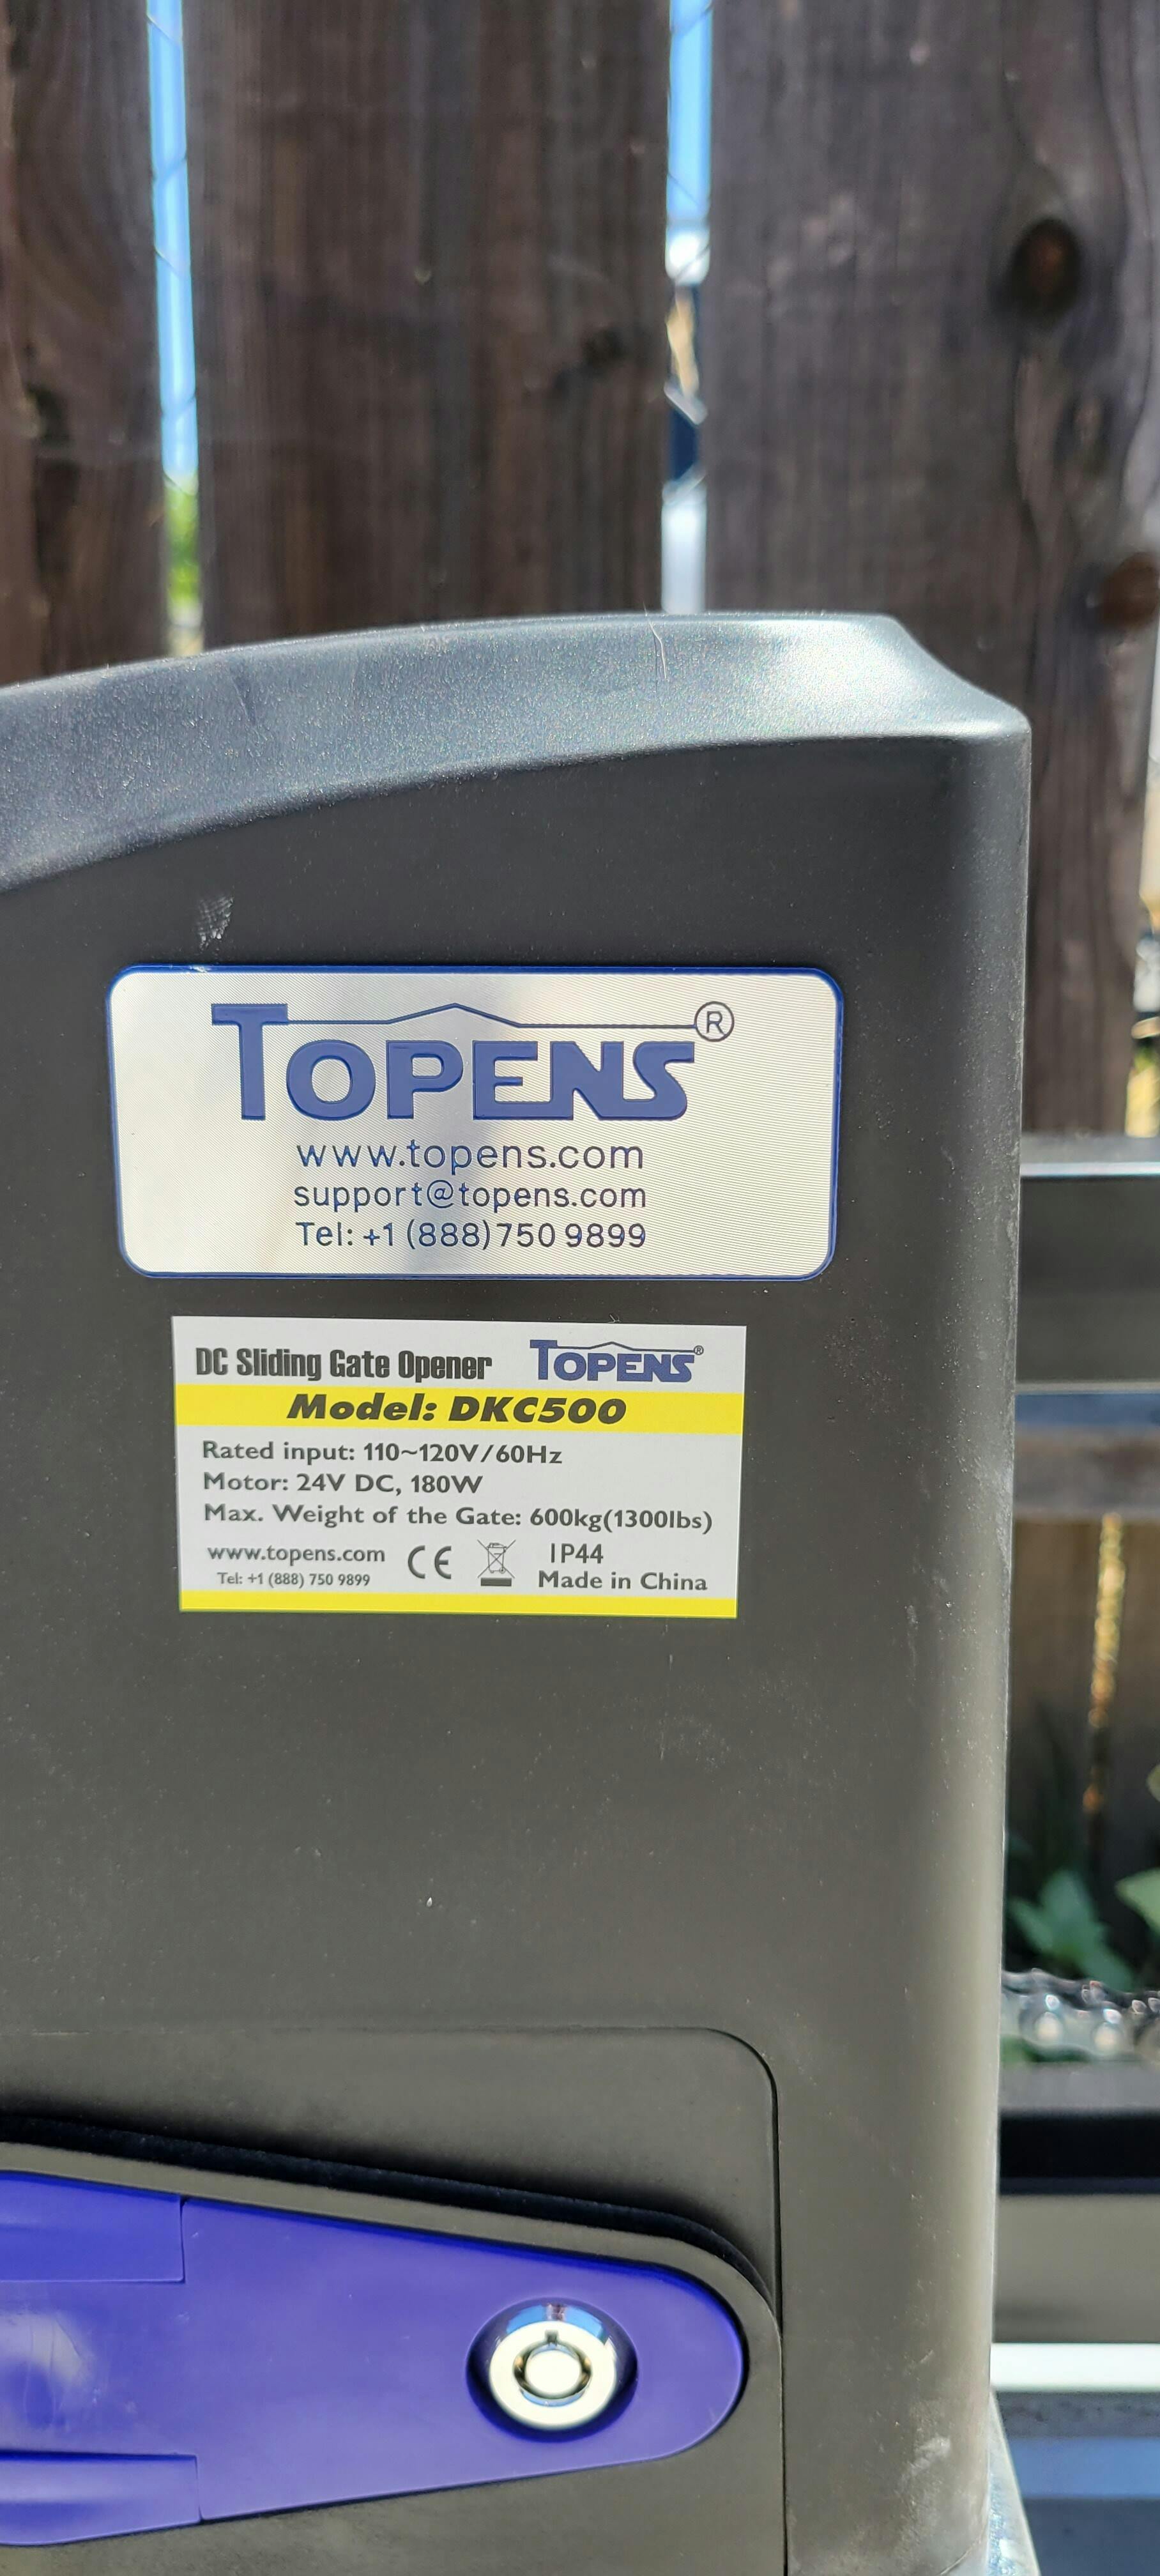 TOPENS®
www.topens.com
support@topens.com
Tel: +1 (888) 750 9899
DC Sliding Gate Opener TOPENS®
Model: DKC500
Rated input: 110~120V/60Hz
Motor: 24V DC, 180W
Max. Weight of the Gate: 600kg(1300lbs)
www.topens.com CE IP44
Tel: +1 (888) 750 9899 Made in China